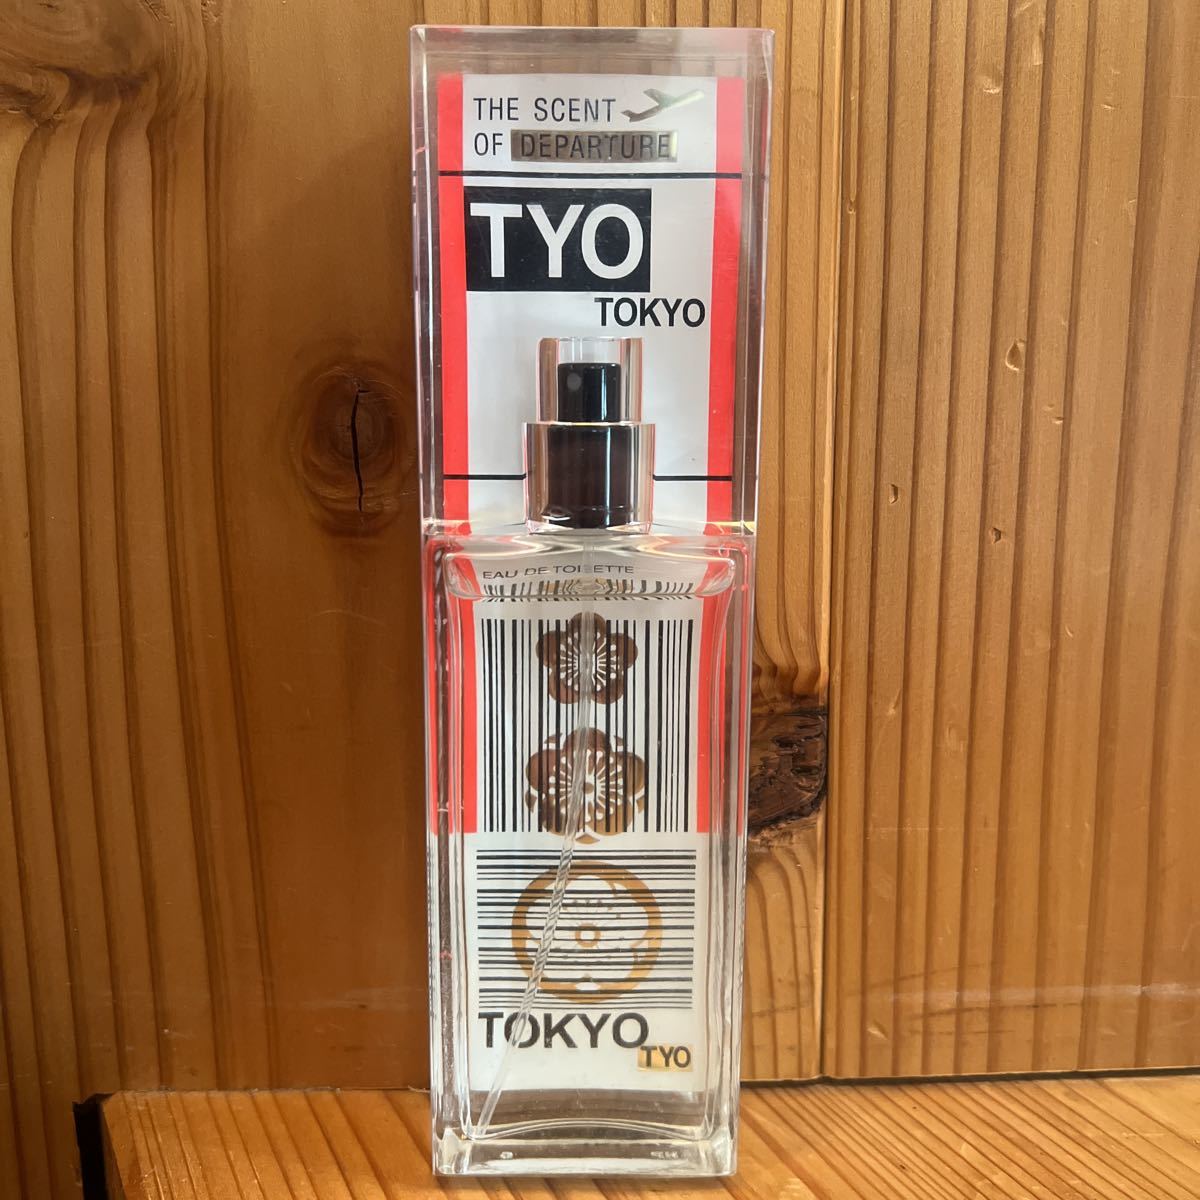 THE SCENT
OF DEPARTURE
TYO
TOKYO
EAU DE TOILETTE
TOKYO
TYO